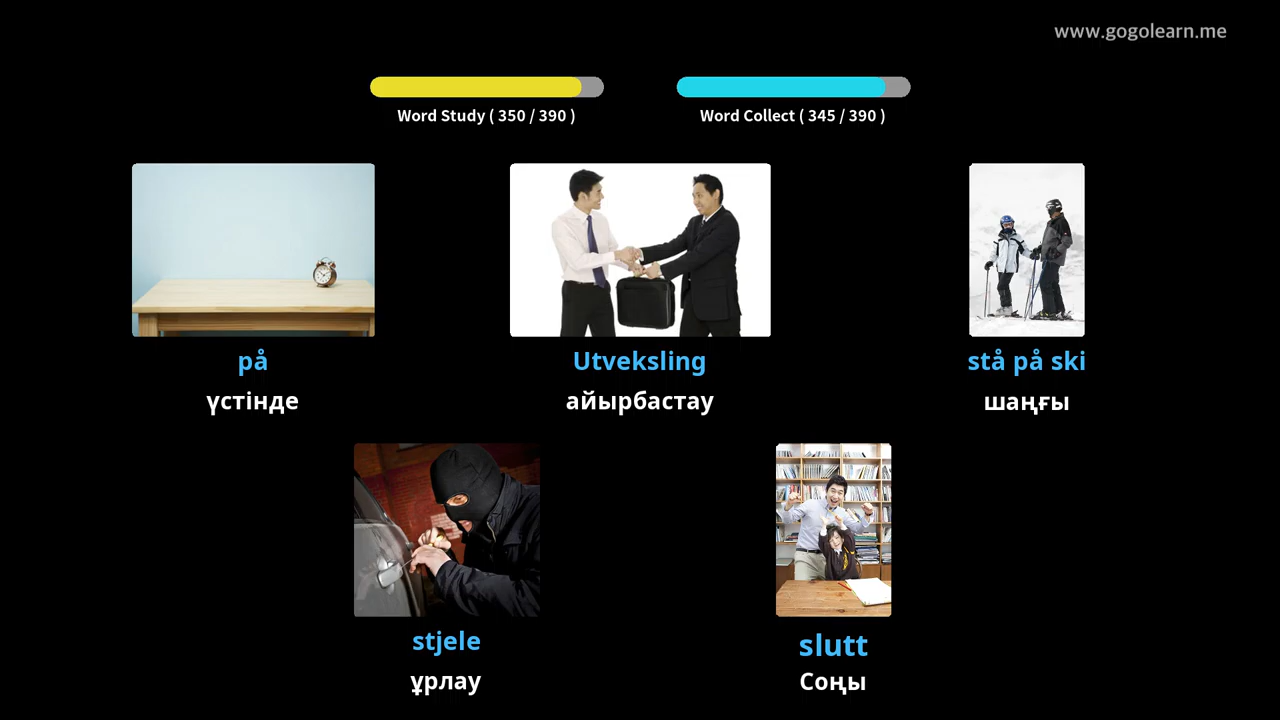 www.gogolearn.me
Word Study ( 350 / 390 )
Word Collect ( 345 / 390 )
på
Utveksling
stå på ski
үстінде
айырбастау
шаңғы
stjele
slutt
ұрлау
Соңы